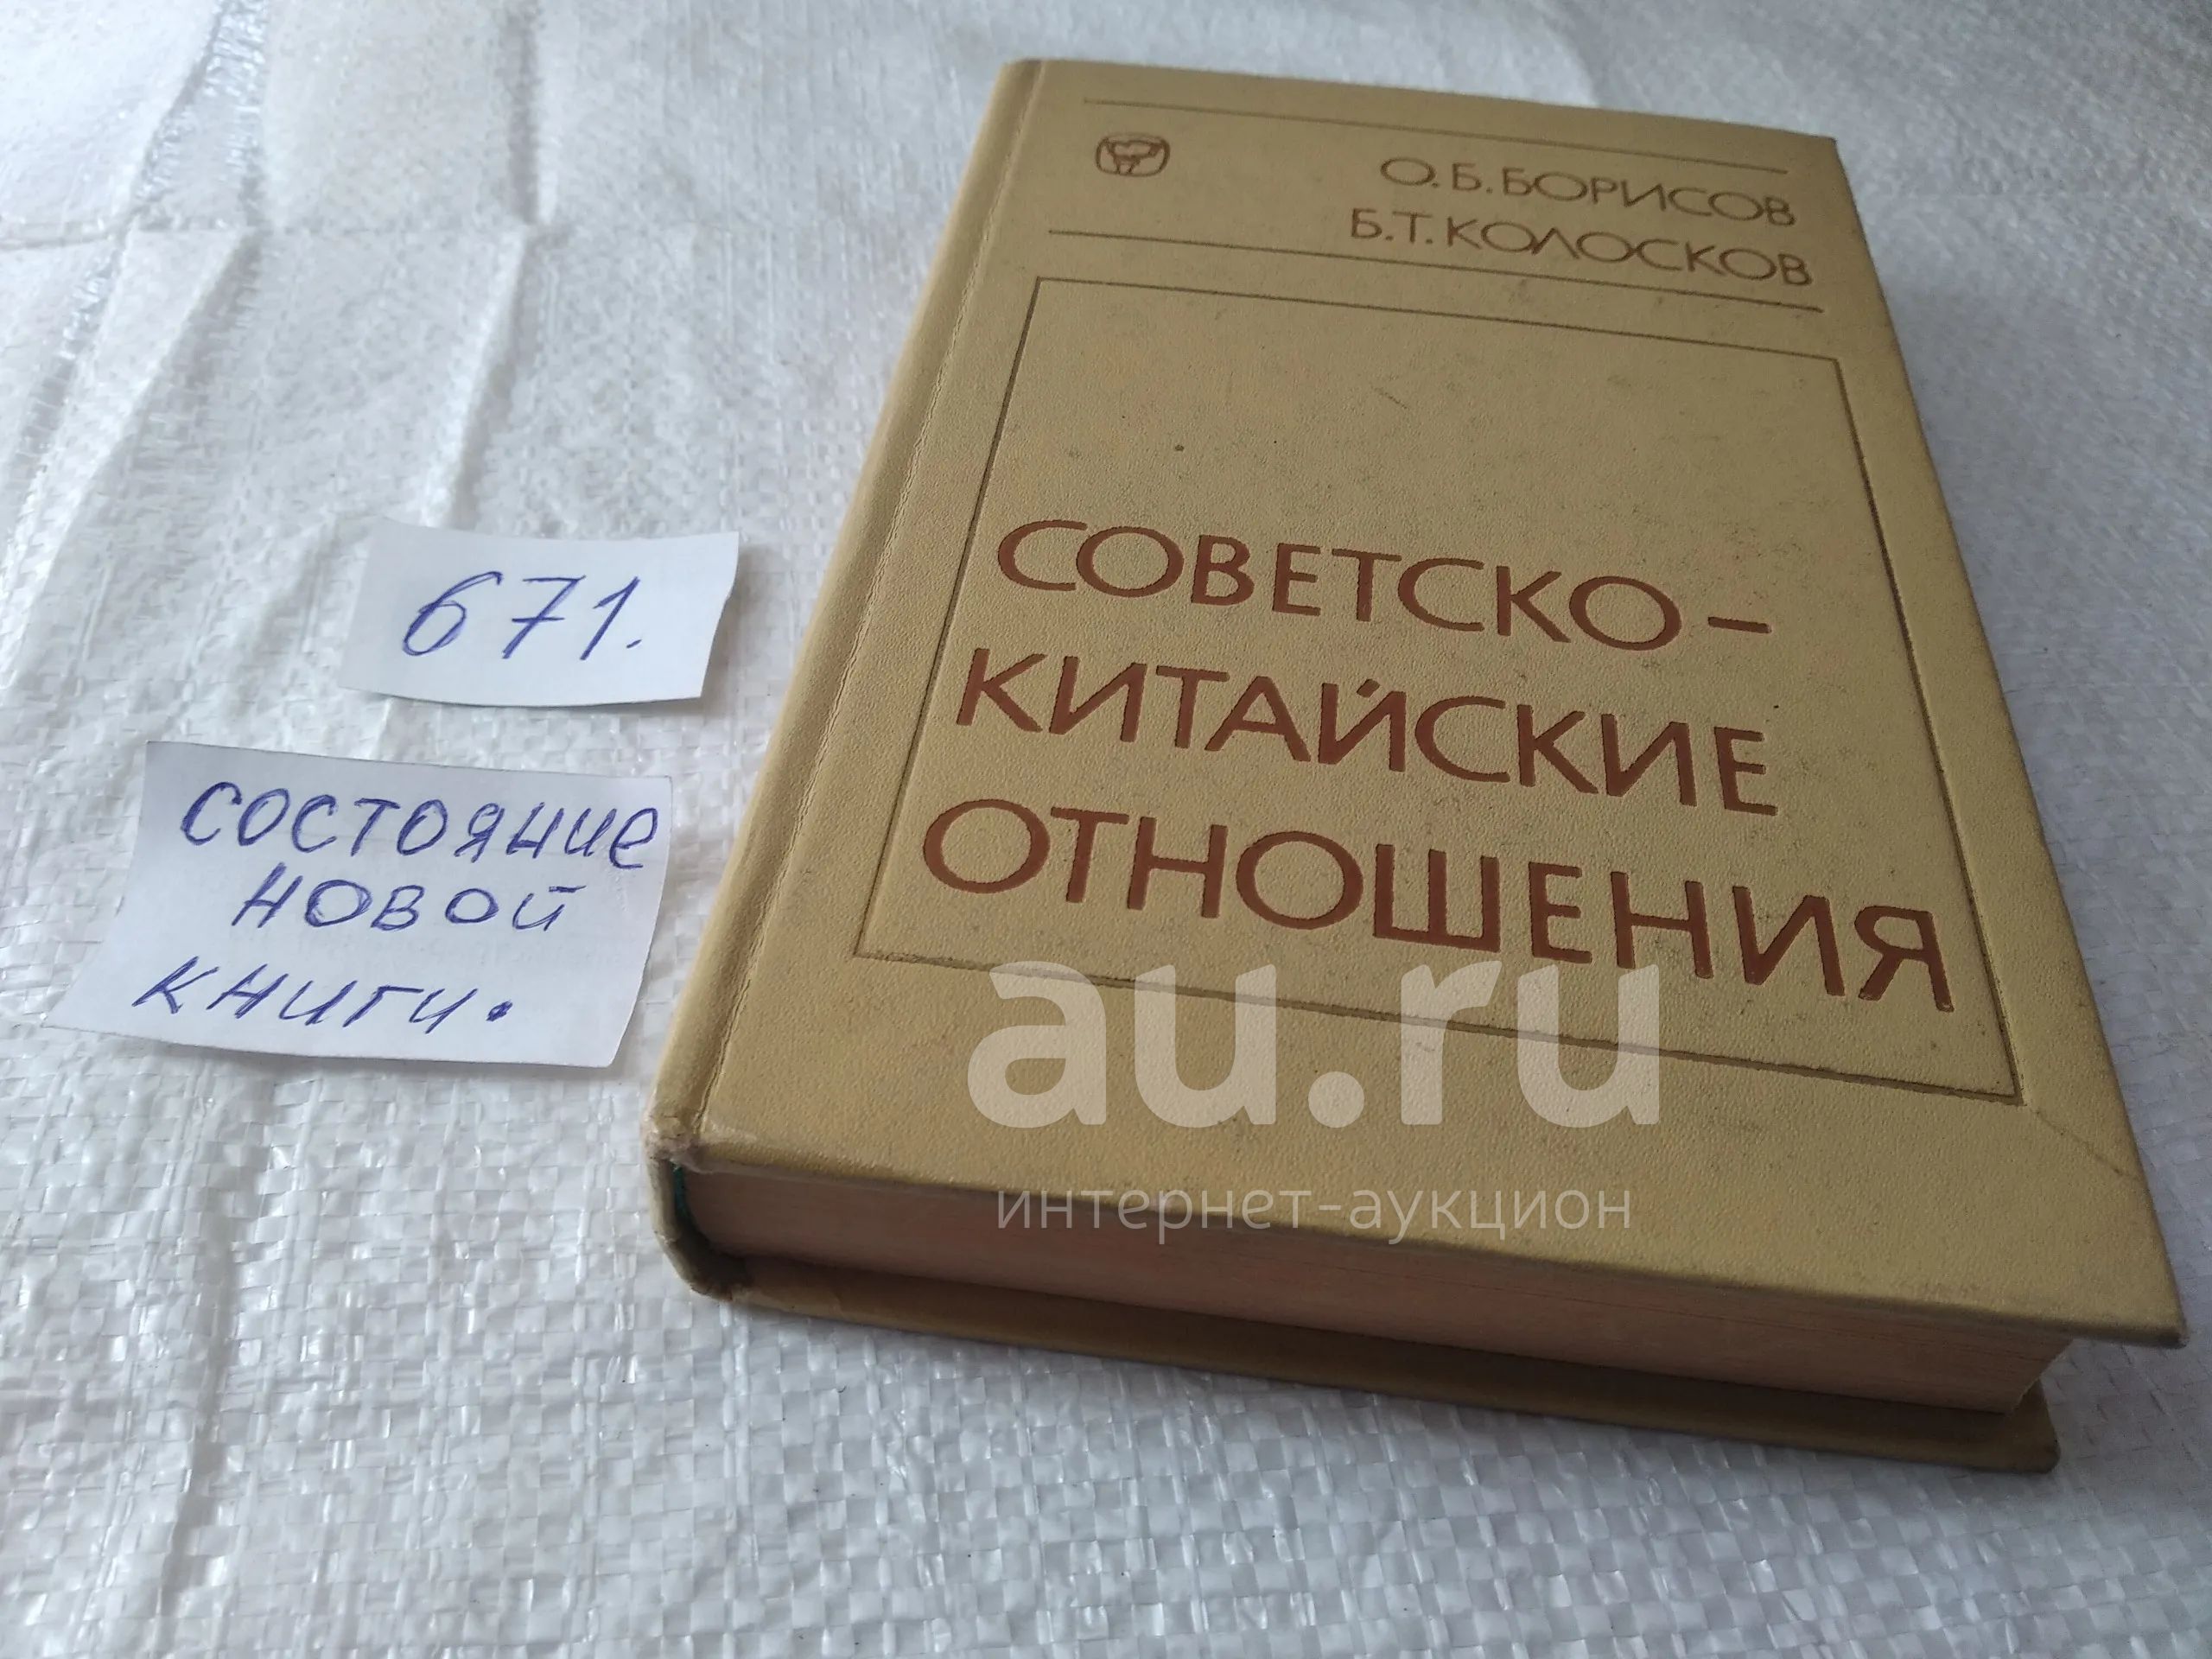 О.Б.БОРИСОВ
Б.Т.КОЛОСКОВ
СОВЕТСКО-
КИТАЙСКИЕ
ОТНОШЕНИЯ
671.
СОСТОЯНИЕ
НОВОЙ
КНИГИ.
au.ru
интернет-аукцион